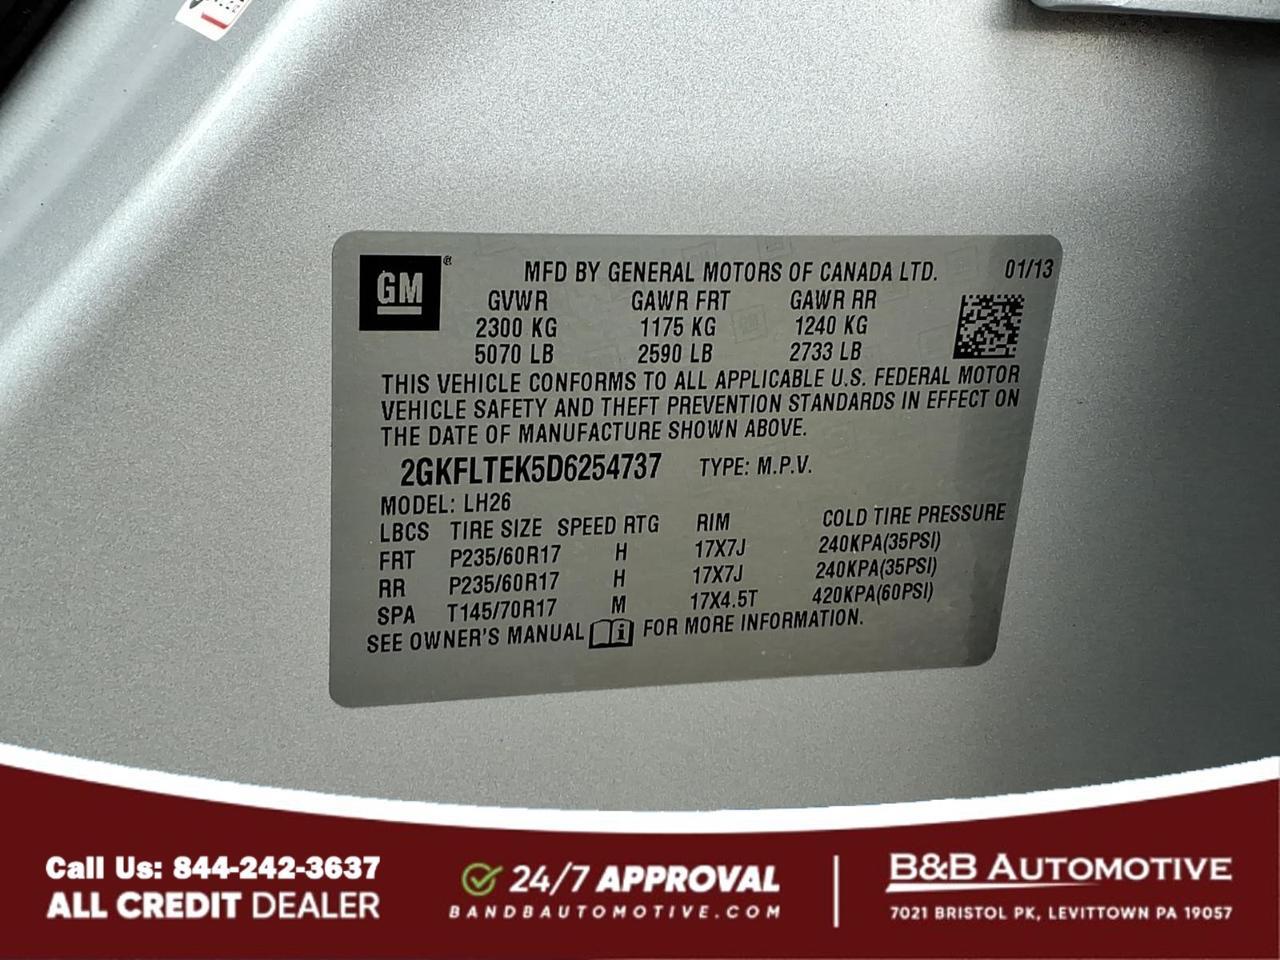 GM®
MFD BY GENERAL MOTORS OF CANADA LTD. 01/13
GVWR GAWR FRT GAWR RR
2300 KG 1175 KG 1240 KG
5070 LB 2590 LB 2733 LB
THIS VEHICLE CONFORMS TO ALL APPLICABLE U.S. FEDERAL MOTOR
VEHICLE SAFETY AND THEFT PREVENTION STANDARDS IN EFFECT ON
THE DATE OF MANUFACTURE SHOWN ABOVE.
2GKFLTEK5D6254737 TYPE: M.P.V.
MODEL: LH26
LBCS TIRE SIZE SPEED RTG RIM COLD TIRE PRESSURE
FRT P235/60R17 H 17X7J 240KPA(35PSI)
RR P235/60R17 H 17X7J 240KPA(35PSI)
SPA T145/70R17 M 17X4.5T 420KPA(60PSI)
SEE OWNER'S MANUAL FOR MORE INFORMATION.
Call Us: 844-242-3637
ALL CREDIT DEALER
24/7 APPROVAL
BANDBAUTOMOTIVE.COM
B&B AUTOMOTIVE
7021 BRISTOL PK, LEVITTOWN PA 19057